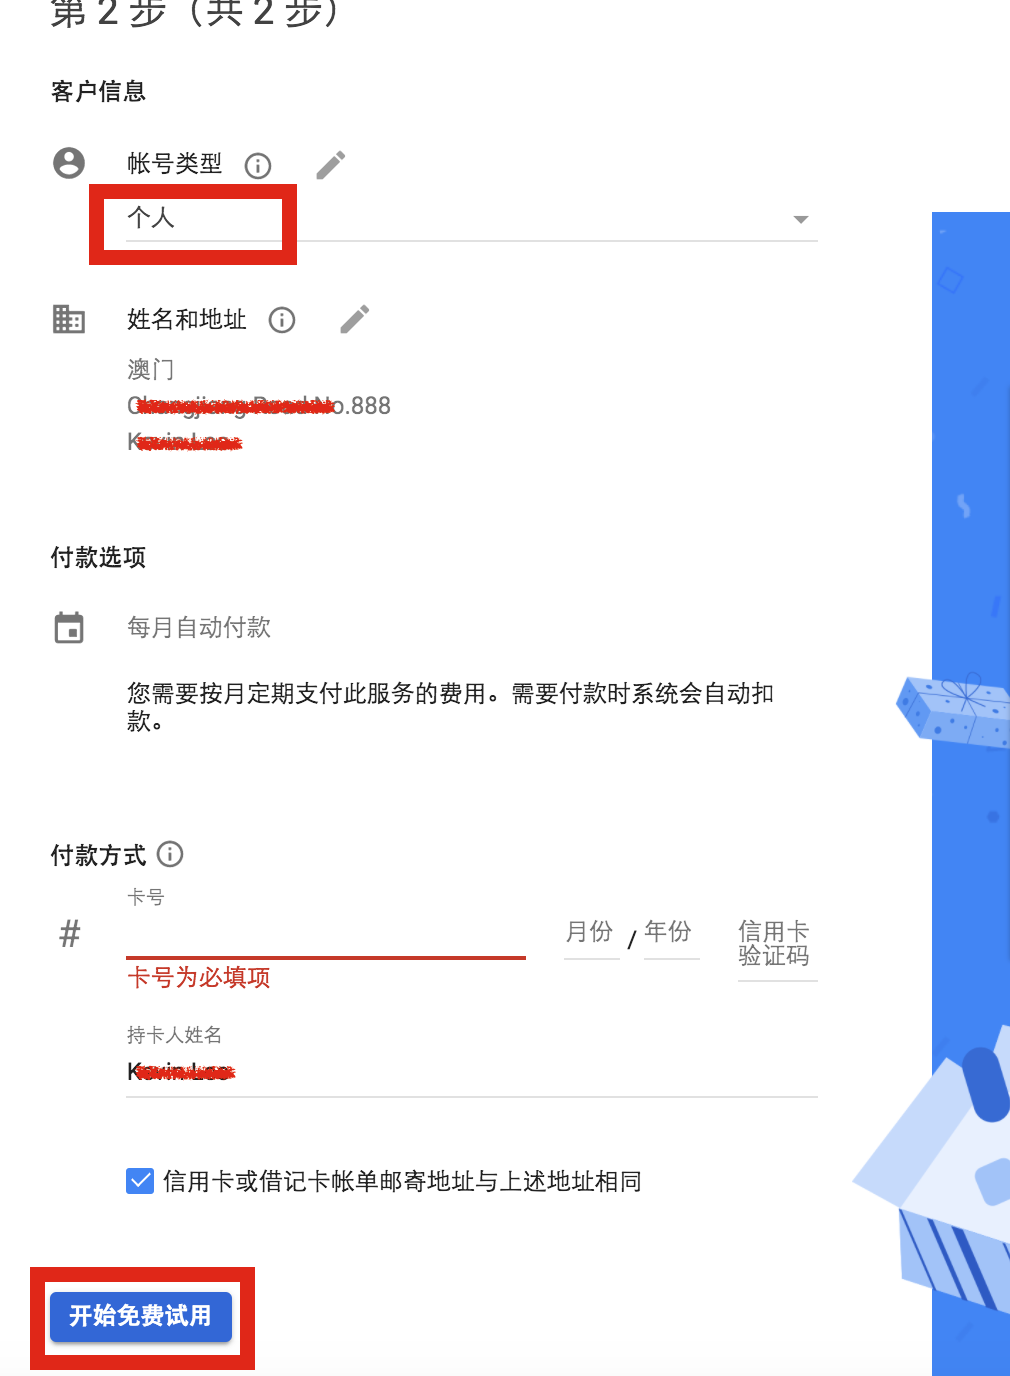 第 2 步（共 2 步）
客户信息
帐号类型
个人
姓名和地址
澳门
No.888
付款选项
每月自动付款
您需要按月定期支付此服务的费用。需要付款时系统会自动扣
款。
付款方式
卡号
#
月份 / 年份
信用卡
验证码
卡号为必填项
持卡人姓名
信用卡或借记卡帐单邮寄地址与上述地址相同
开始免费试用